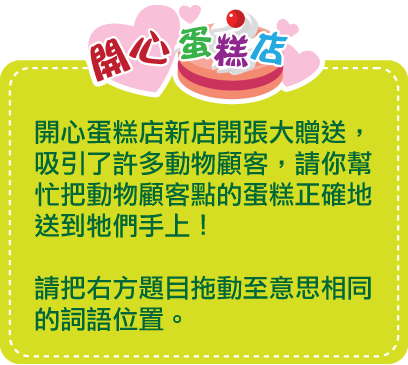 開心蛋糕店
開心蛋糕店新店開張大贈送，
吸引了許多動物顧客，請你幫
忙把動物顧客點的蛋糕正確地
送到牠們手上！
請把右方題目拖動至意思相同
的詞語位置。